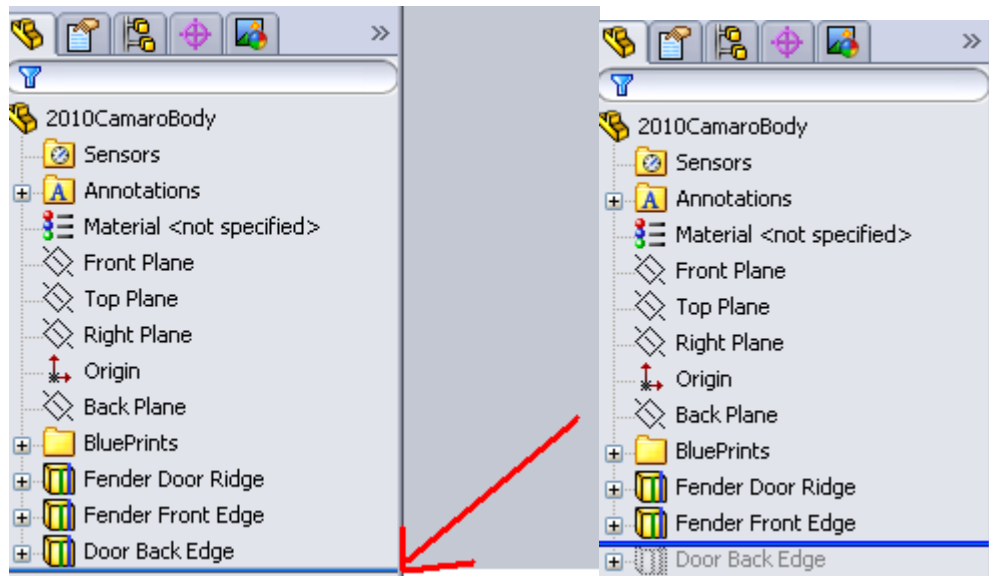 2010CamaroBody
Sensors
A Annotations
Material <not specified>
Front Plane
Top Plane
Right Plane
Origin
Back Plane
BluePrints
Fender Door Ridge
Fender Front Edge
Door Back Edge
2010CamaroBody
Sensors
A Annotations
Material <not specified>
Front Plane
Top Plane
Right Plane
Origin
Back Plane
BluePrints
Fender Door Ridge
Fender Front Edge
Door Back Edge